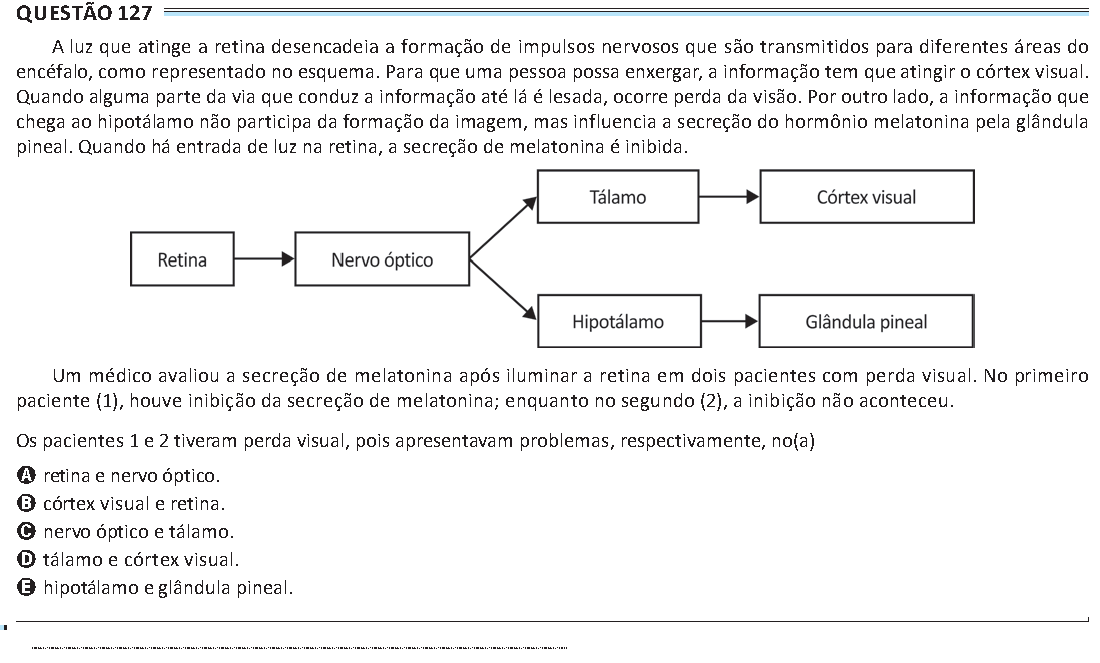 QUESTÃO 127
A luz que atinge a retina desencadeia a formação de impulsos nervosos que são transmitidos para diferentes áreas do
encéfalo, como representado no esquema. Para que uma pessoa possa enxergar, a informação tem que atingir o córtex visual.
Quando alguma parte da via que conduz a informação até lá é lesada, ocorre perda da visão. Por outro lado, a informação que
chega ao hipotálamo não participa da formação da imagem, mas influencia a secreção do hormônio melatonina pela glândula
pineal. Quando há entrada de luz na retina, a secreção de melatonina é inibida.
Tálamo
Córtex visual
Retina
Nervo óptico
Hipotálamo
Glândula pineal
Um médico avaliou a secreção de melatonina após iluminar a retina em dois pacientes com perda visual. No primeiro
paciente (1), houve inibição da secreção de melatonina; enquanto no segundo (2), a inibição não aconteceu.
Os pacientes 1 e 2 tiveram perda visual, pois apresentavam problemas, respectivamente, no(a)
A retina e nervo óptico.
B córtex visual e retina.
C nervo óptico e tálamo.
D tálamo e córtex visual.
E hipotálamo e glândula pineal.